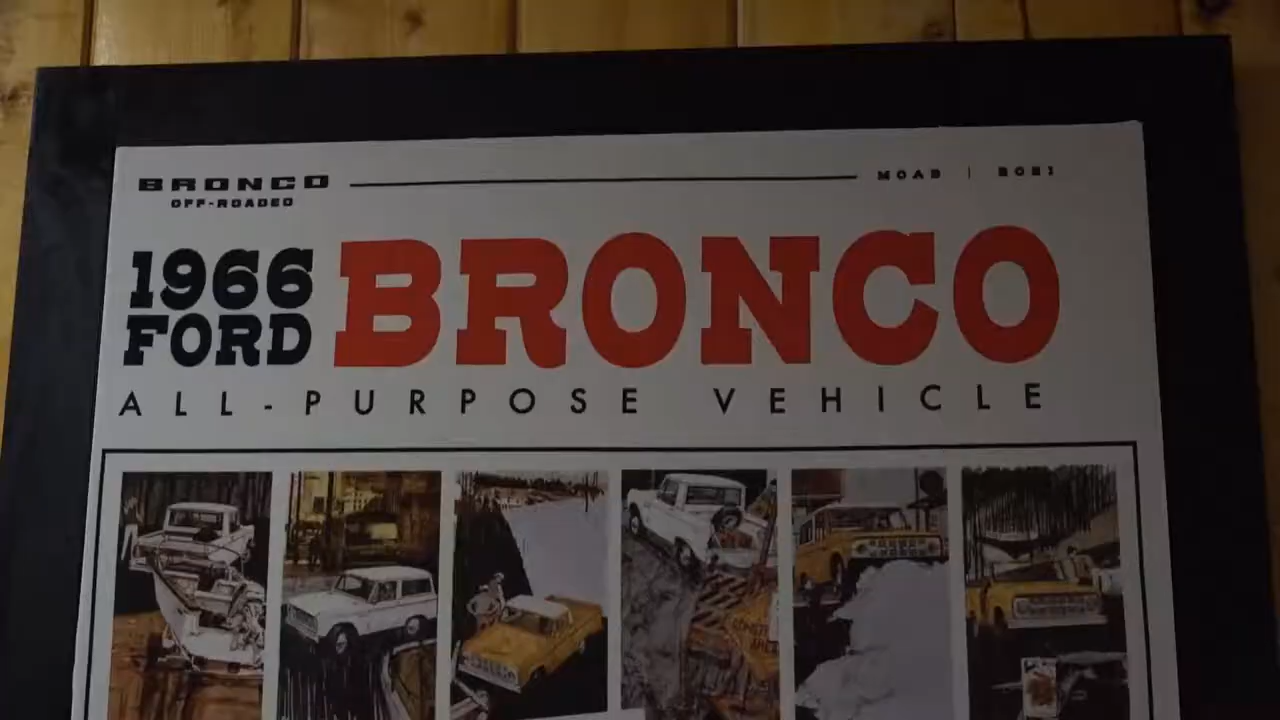 BRONCO
OFF-ROADEO
MOAB | 2021
1966
FORD
BRONCO
ALL-PURPOSE VEHICLE